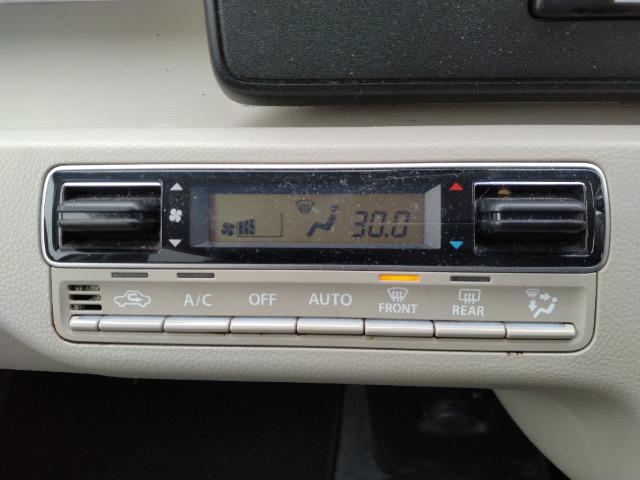 30.0
A/C OFF AUTO FRONT REAR